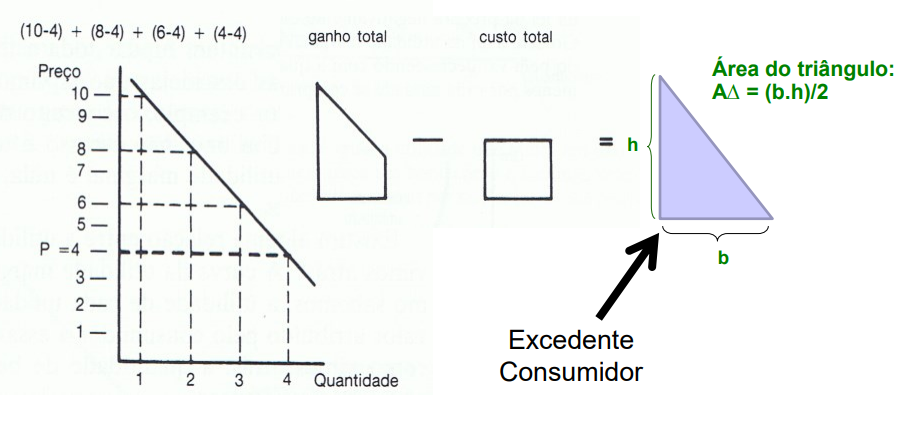 (10-4) + (8-4) + (6-4) + (4-4)
ganho total
custo total
Preço
10
9
8
7
6
5
P = 4
3
2
1
1 2 3 4 Quantidade
— =
h
b
Área do triângulo:
A∆ = (b.h)/2
Excedente
Consumidor